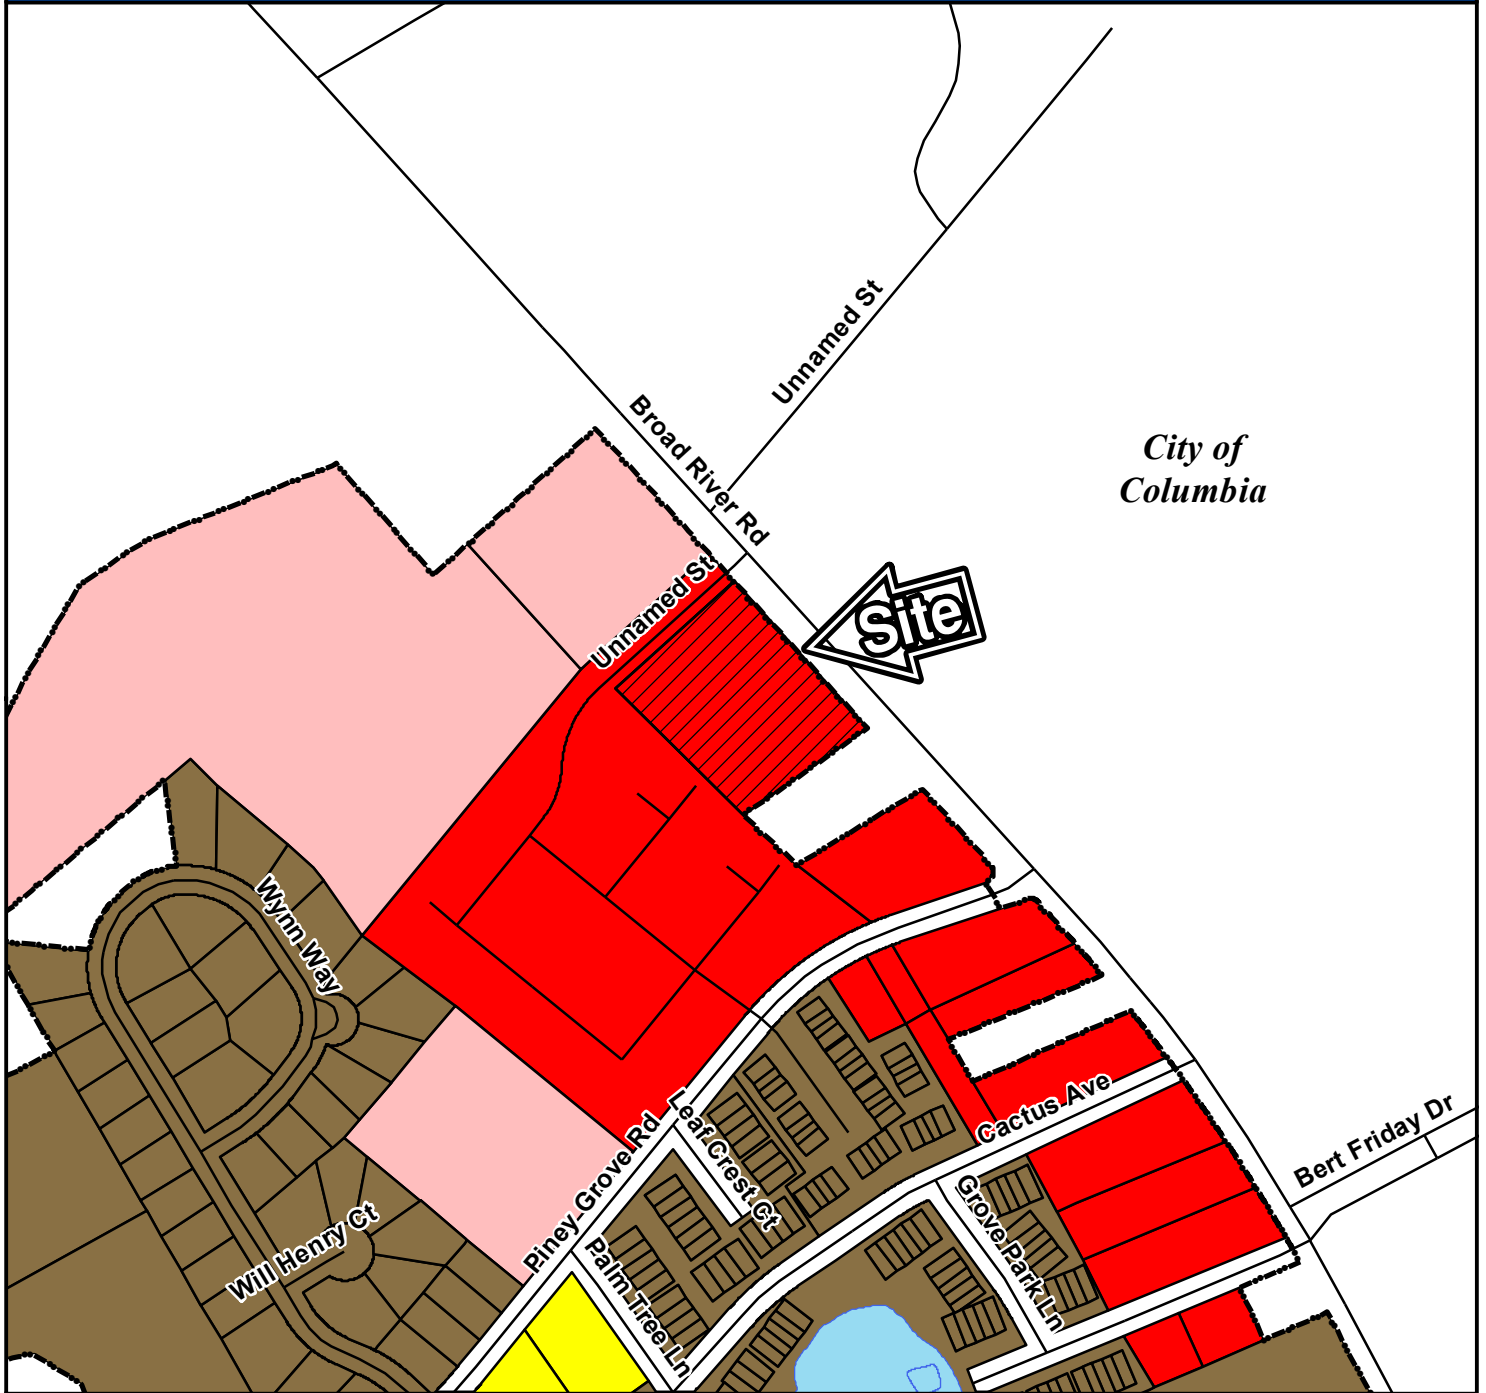 Unnamed St
Broad River Rd
City of
Columbia
Unnamed St
Site
Wynn Way
Leaf Crest Ct
Cactus Ave
Piney Grove Rd
Bert Friday Dr
Grove Park Ln
Will Henry Ct
Palm Tree Ln